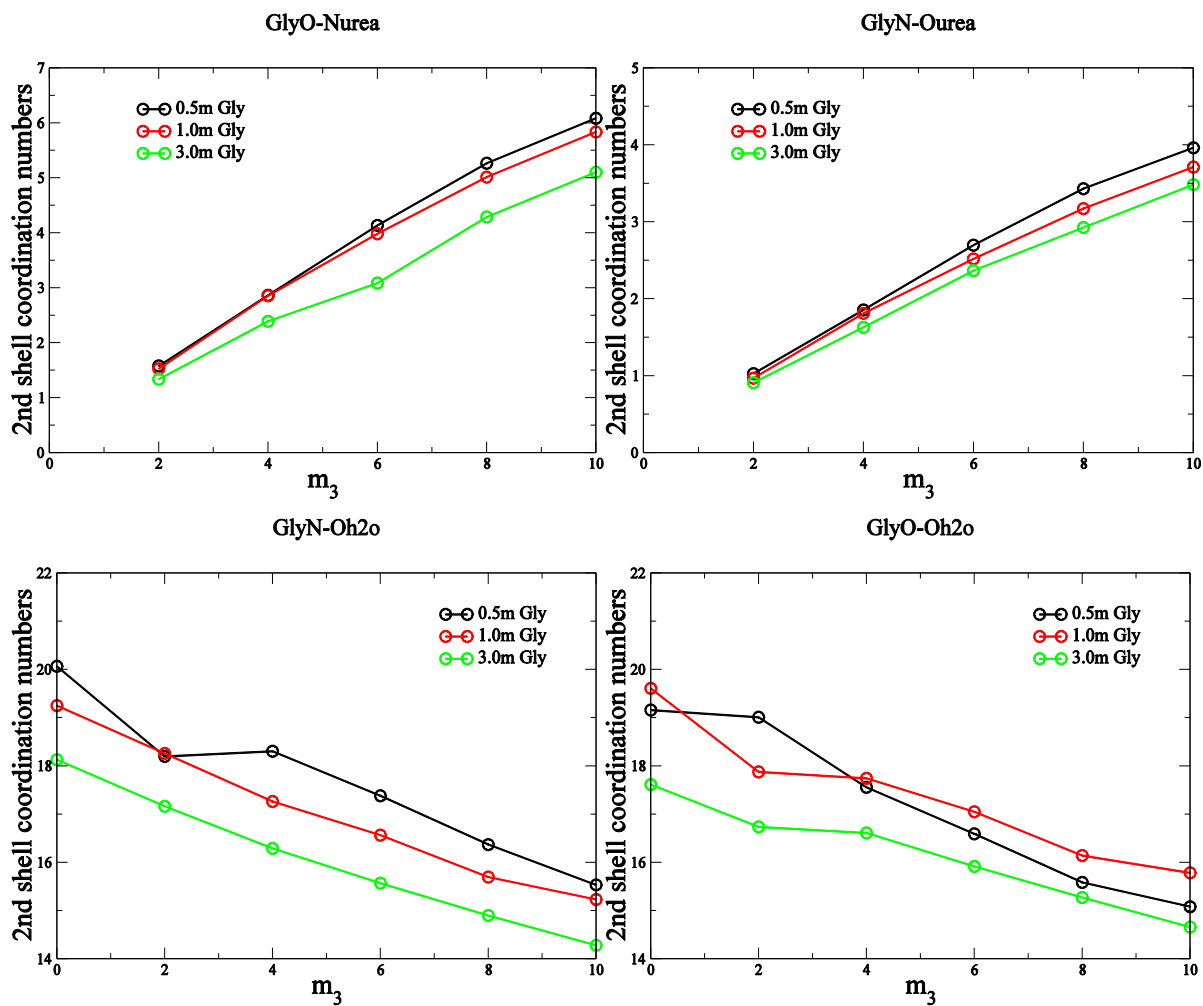 GlyO-Nurea
2nd shell coordination numbers
7
6
5
4
3
2
1
0
0.5m Gly
1.0m Gly
3.0m Gly
0 2 4 6 8 10
m3
GlyN-Ourea
2nd shell coordination numbers
5
4
3
2
1
0
0.5m Gly
1.0m Gly
3.0m Gly
0 2 4 6 8 10
m3
GlyN-Oh2o
2nd shell coordination numbers
22
20
18
16
14
0.5m Gly
1.0m Gly
3.0m Gly
0 2 4 6 8 10
m3
GlyO-Oh2o
2nd shell coordination numbers
22
20
18
16
14
0.5m Gly
1.0m Gly
3.0m Gly
0 2 4 6 8 10
m3